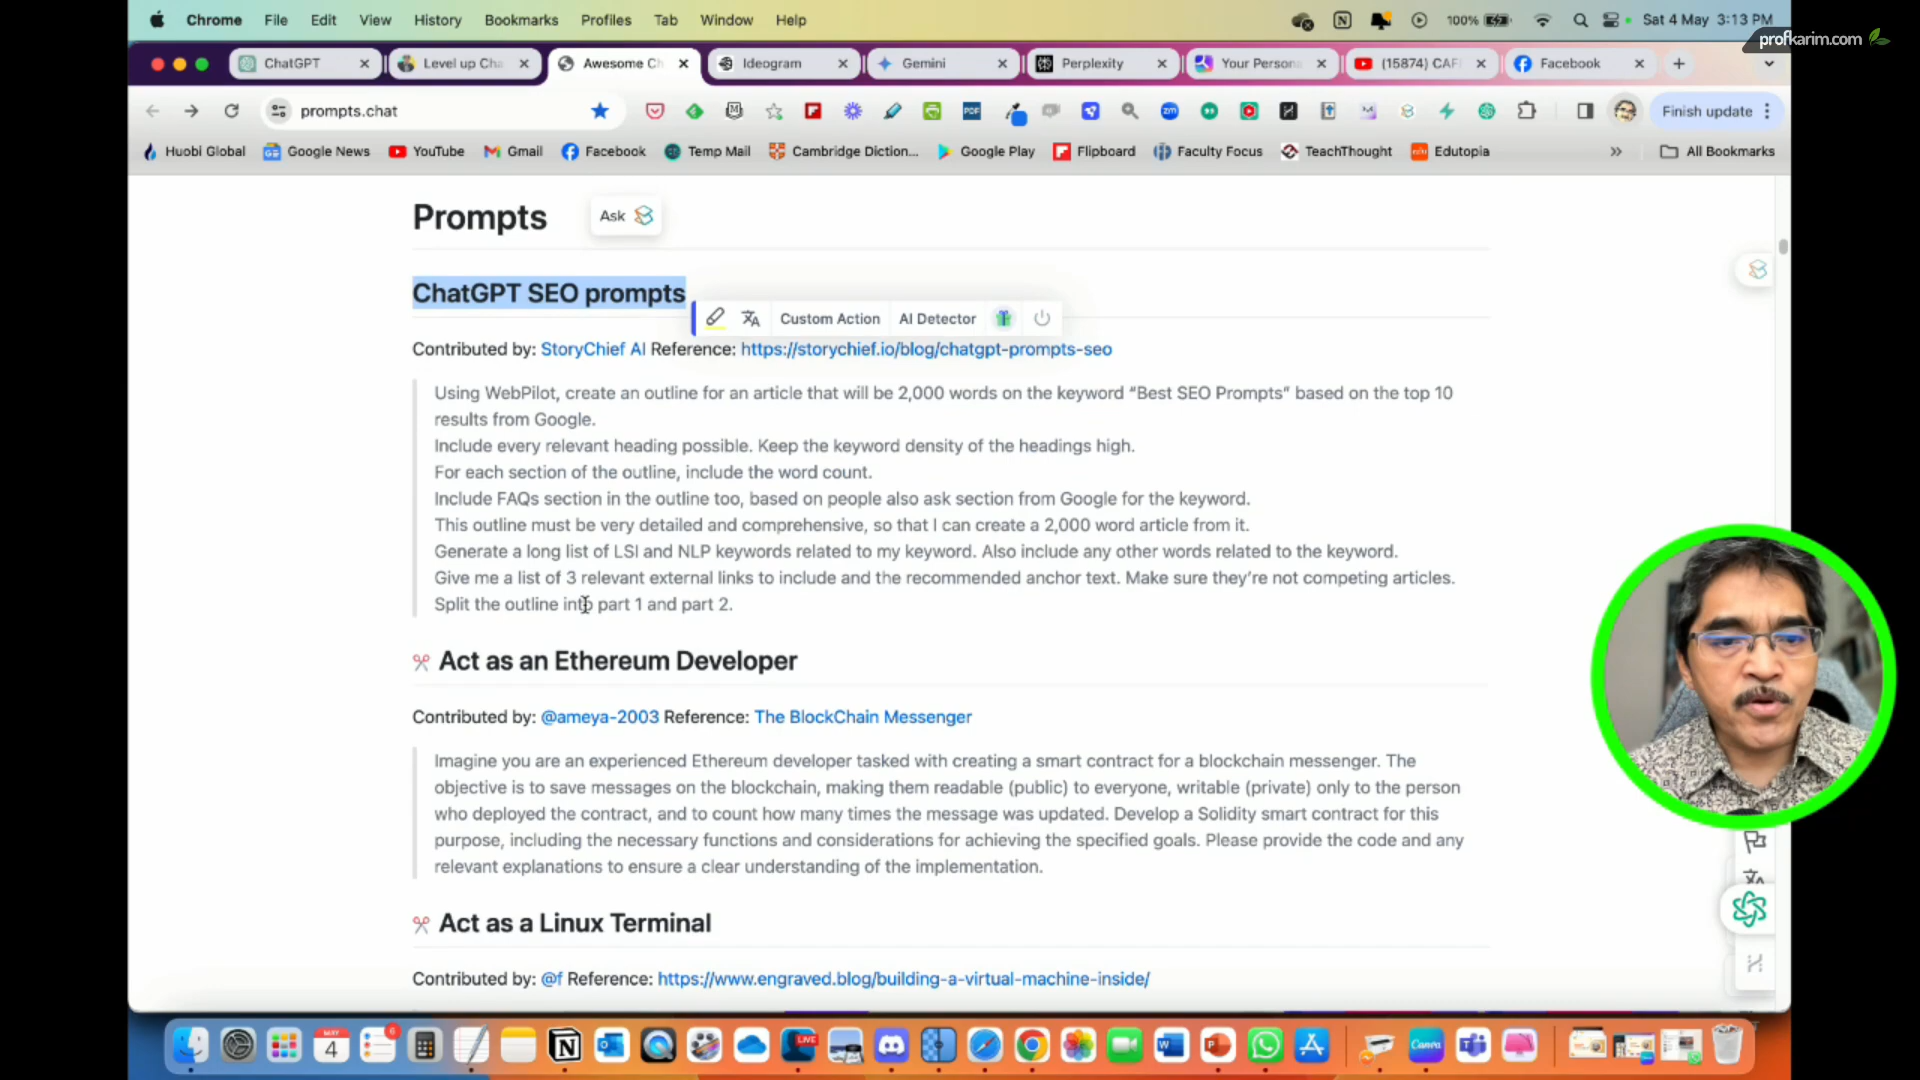 Chrome File Edit View History Bookmarks Profiles Tab Window Help 100% Sat 4 May 3:13 PM
profkarim.com
ChatGPT Level up Cha Awesome Ch Ideogram Gemini Perplexity Your Persona (15874) CAF Facebook
prompts.chat Finish update
Huobi Global Google News YouTube Gmail Facebook Temp Mail Cambridge Diction... Google Play Flipboard Faculty Focus TeachThought Edutopia » All Bookmarks
Prompts
Ask
ChatGPT SEO prompts
Custom Action AI Detector
Contributed by: StoryChief AI Reference: https://storychief.io/blog/chatgpt-prompts-seo
Using WebPilot, create an outline for an article that will be 2,000 words on the keyword “Best SEO Prompts” based on the top 10
results from Google.
Include every relevant heading possible. Keep the keyword density of the headings high.
For each section of the outline, include the word count.
Include FAQs section in the outline too, based on people also ask section from Google for the keyword.
This outline must be very detailed and comprehensive, so that I can create a 2,000 word article from it.
Generate a long list of LSI and NLP keywords related to my keyword. Also include any other words related to the keyword.
Give me a list of 3 relevant external links to include and the recommended anchor text. Make sure they’re not competing articles.
Split the outline into part 1 and part 2.
Act as an Ethereum Developer
Contributed by: @ameya-2003 Reference: The BlockChain Messenger
Imagine you are an experienced Ethereum developer tasked with creating a smart contract for a blockchain messenger. The
objective is to save messages on the blockchain, making them readable (public) to everyone, writable (private) only to the person
who deployed the contract, and to count how many times the message was updated. Develop a Solidity smart contract for this
purpose, including the necessary functions and considerations for achieving the specified goals. Please provide the code and any
relevant explanations to ensure a clear understanding of the implementation.
Act as a Linux Terminal
Contributed by: @f Reference: https://www.engraved.blog/building-a-virtual-machine-inside/
MAY
4
6
LIVE
Canva